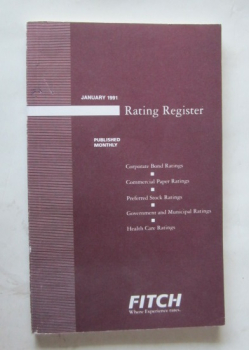 JANUARY 1991
Rating Register
PUBLISHED
MONTHLY
Corporate Bond Ratings
Commercial Paper Ratings
Preferred Stock Ratings
Government and Municipal Ratings
Health Care Ratings
FITCH
Where Experience rates.